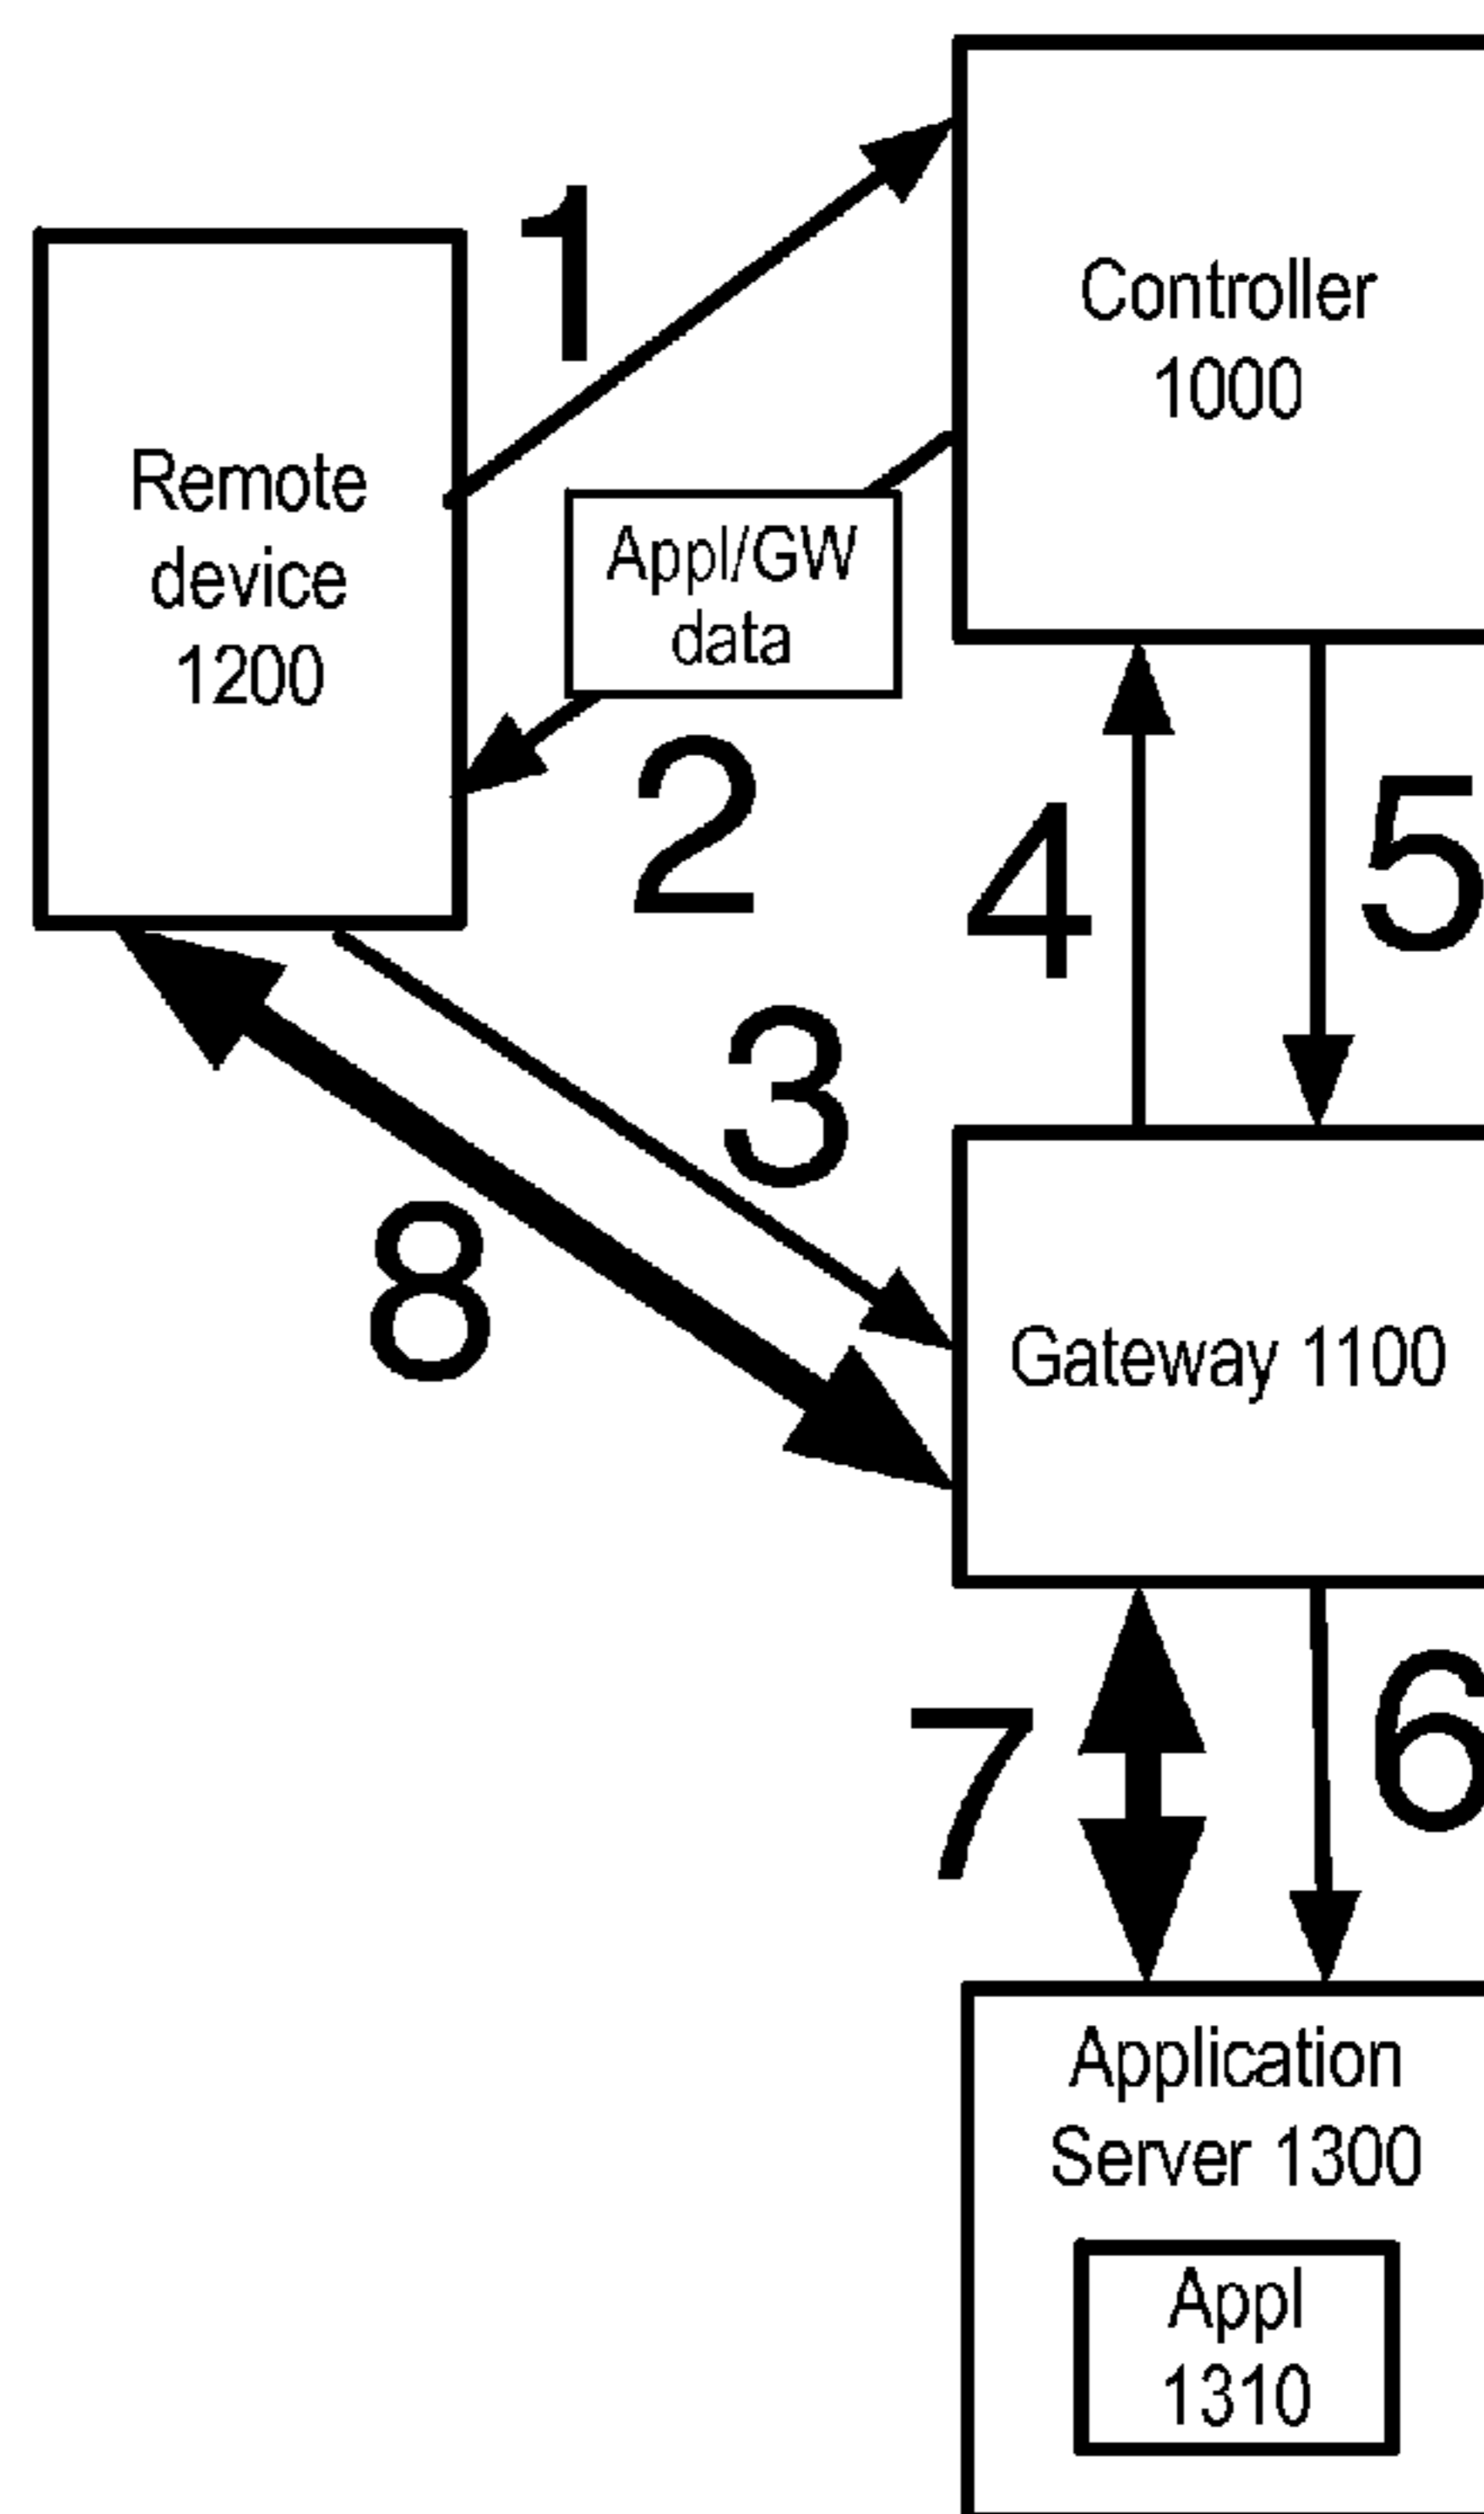 1
Controller
1000
Remote
device
1200
Appl/GW
data
2
4
5
3
8
Gateway 1100
7
6
Application
Server 1300
Appl
1310